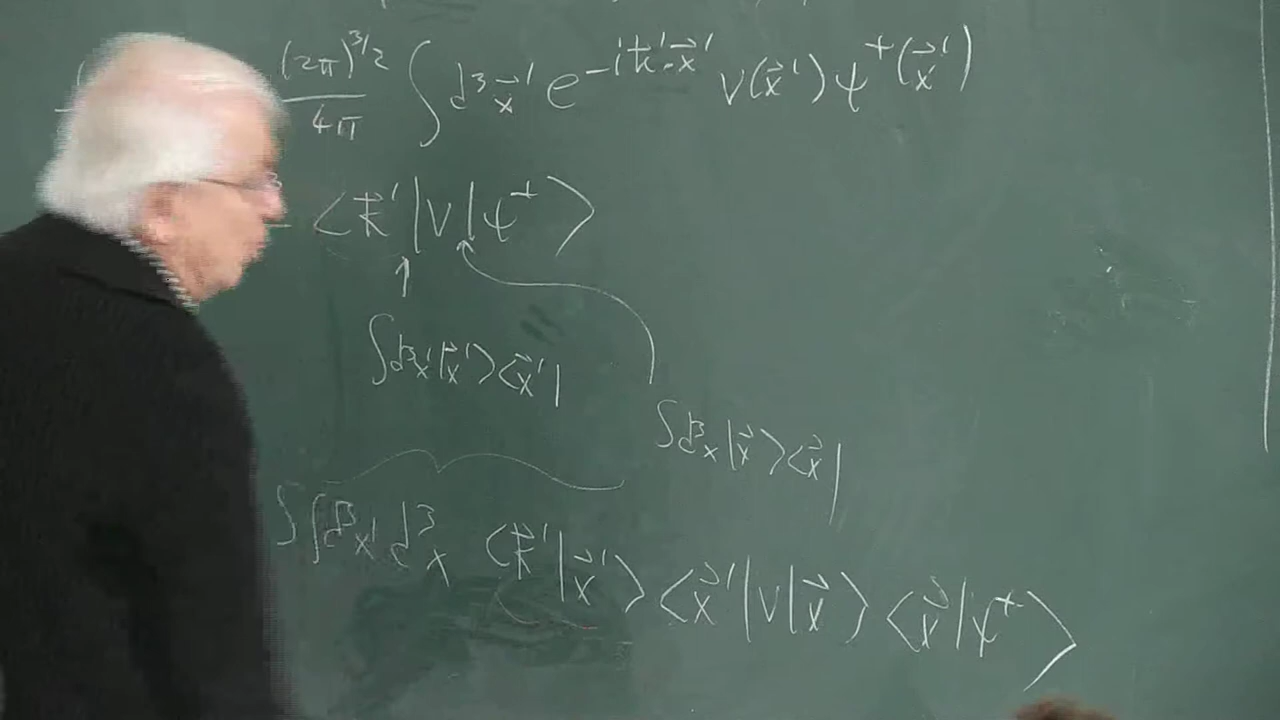 (2π)^{3/2} / 4π ∫ d³x⃗' e^{-ik⃗'·x⃗'} V(x⃗') ψ⁺(x⃗')
⟨k⃗'|V|ψ⁺⟩
∫d³x'|x⃗'⟩⟨x⃗'|
∫d³x|x⃗⟩⟨x⃗|
∫∫d³x' d³x ⟨k⃗'|x⃗'⟩ ⟨x⃗'|V|x⃗⟩ ⟨x⃗|ψ⁺⟩